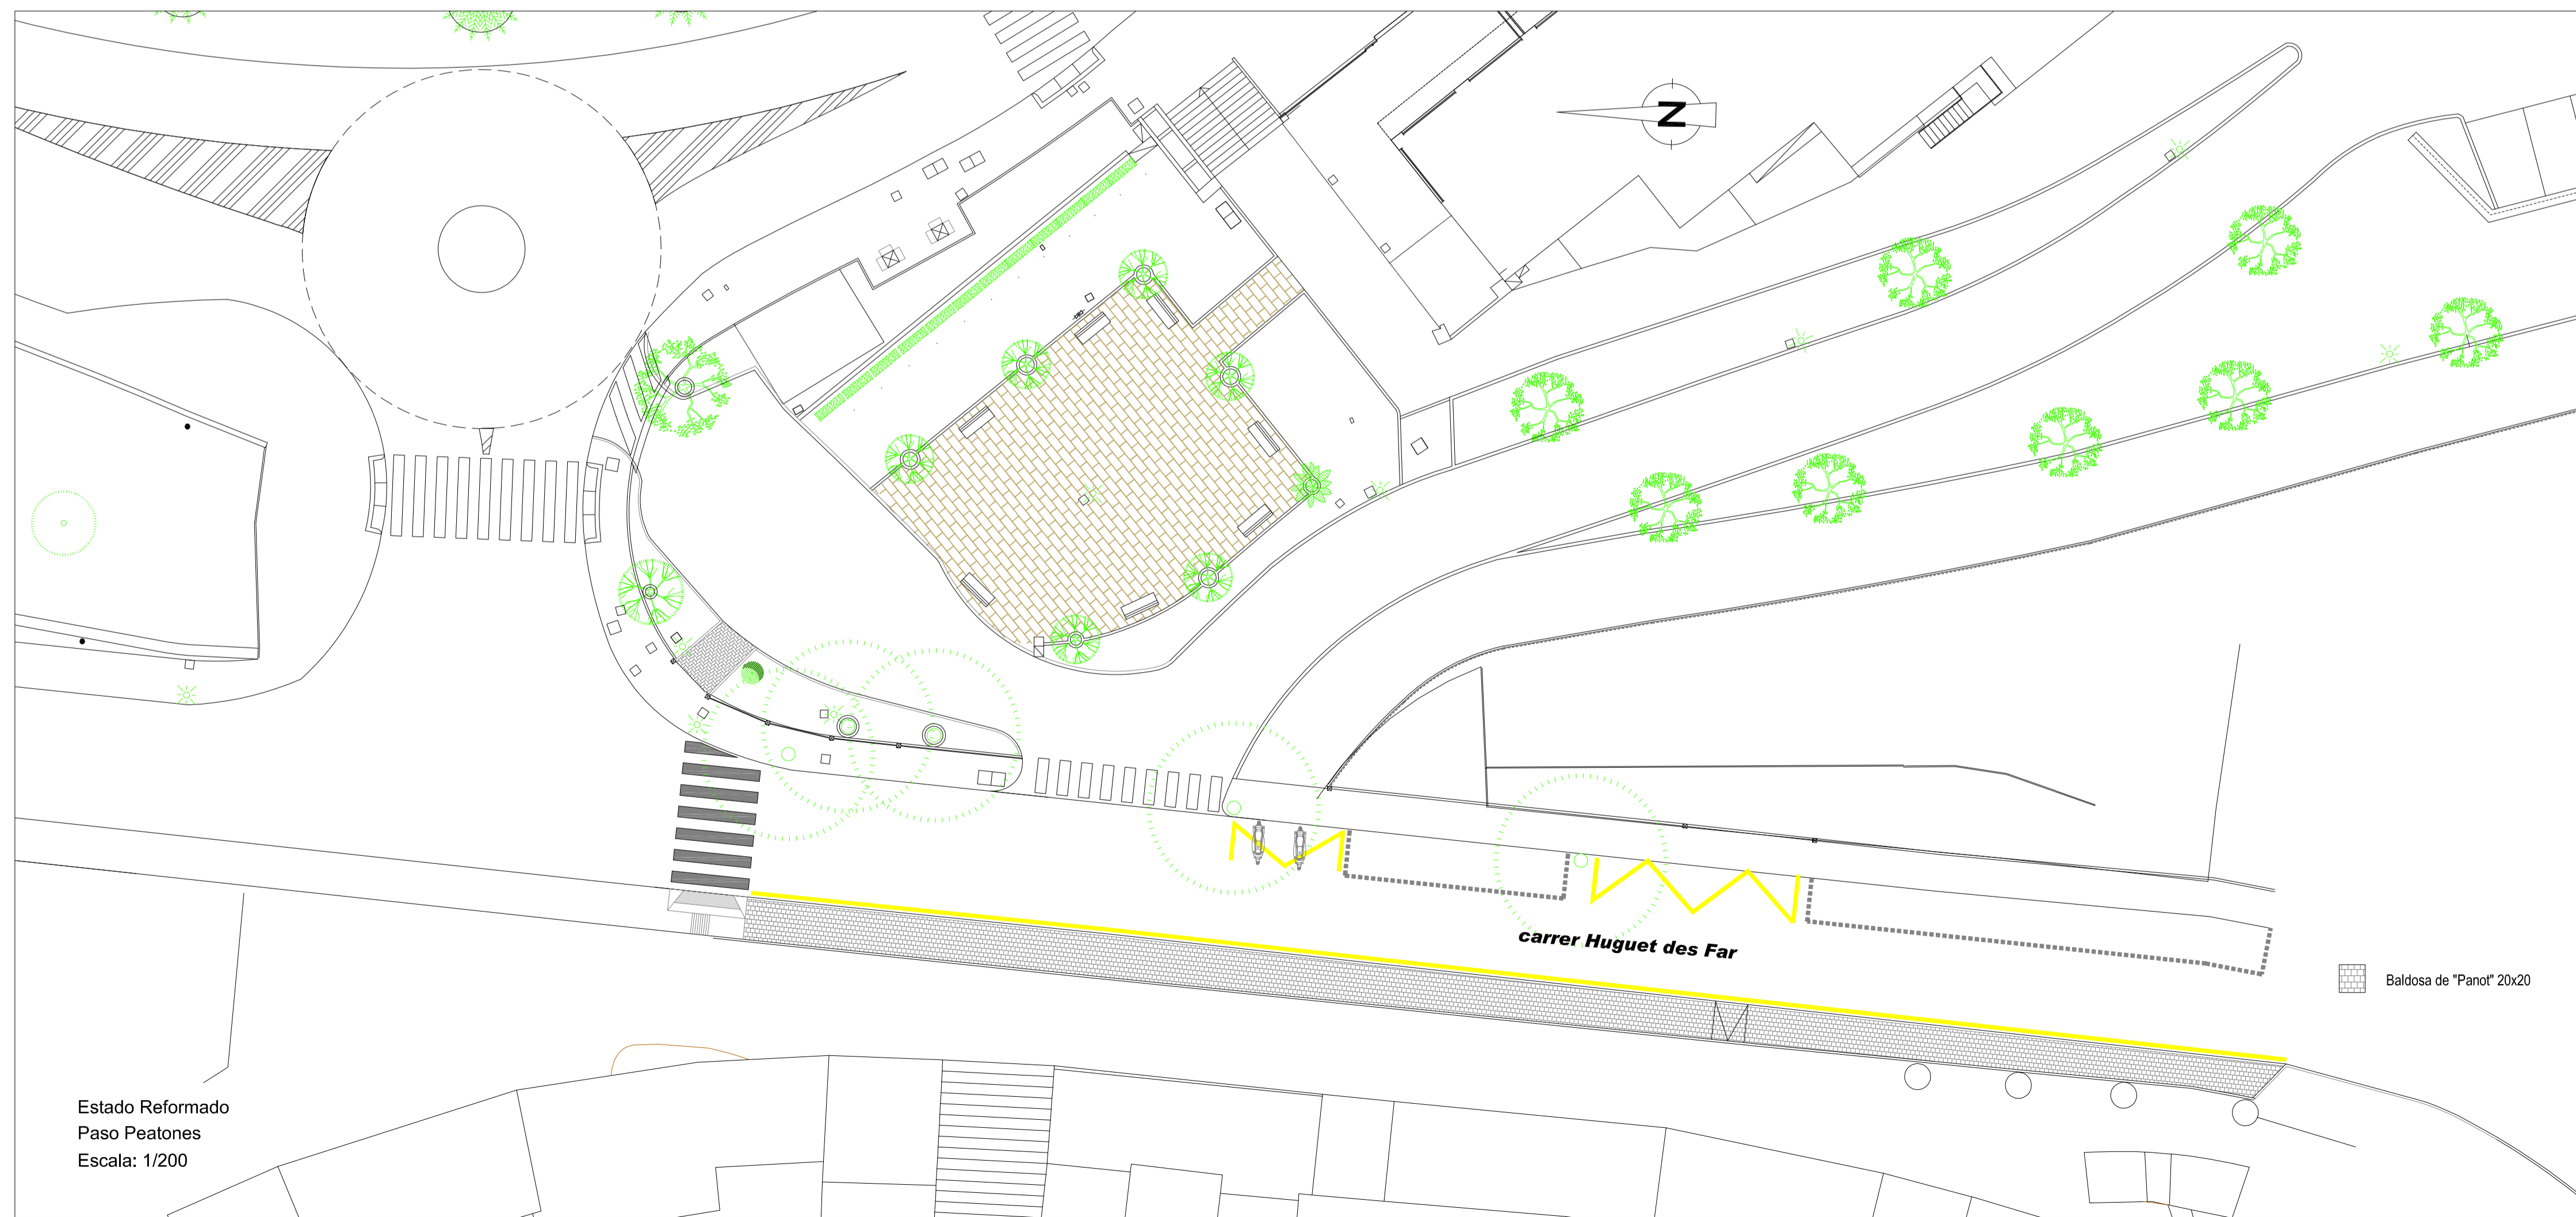 N
carrer Huguet des Far
Baldosa de "Panot" 20x20
Estado Reformado
Paso Peatones
Escala: 1/200